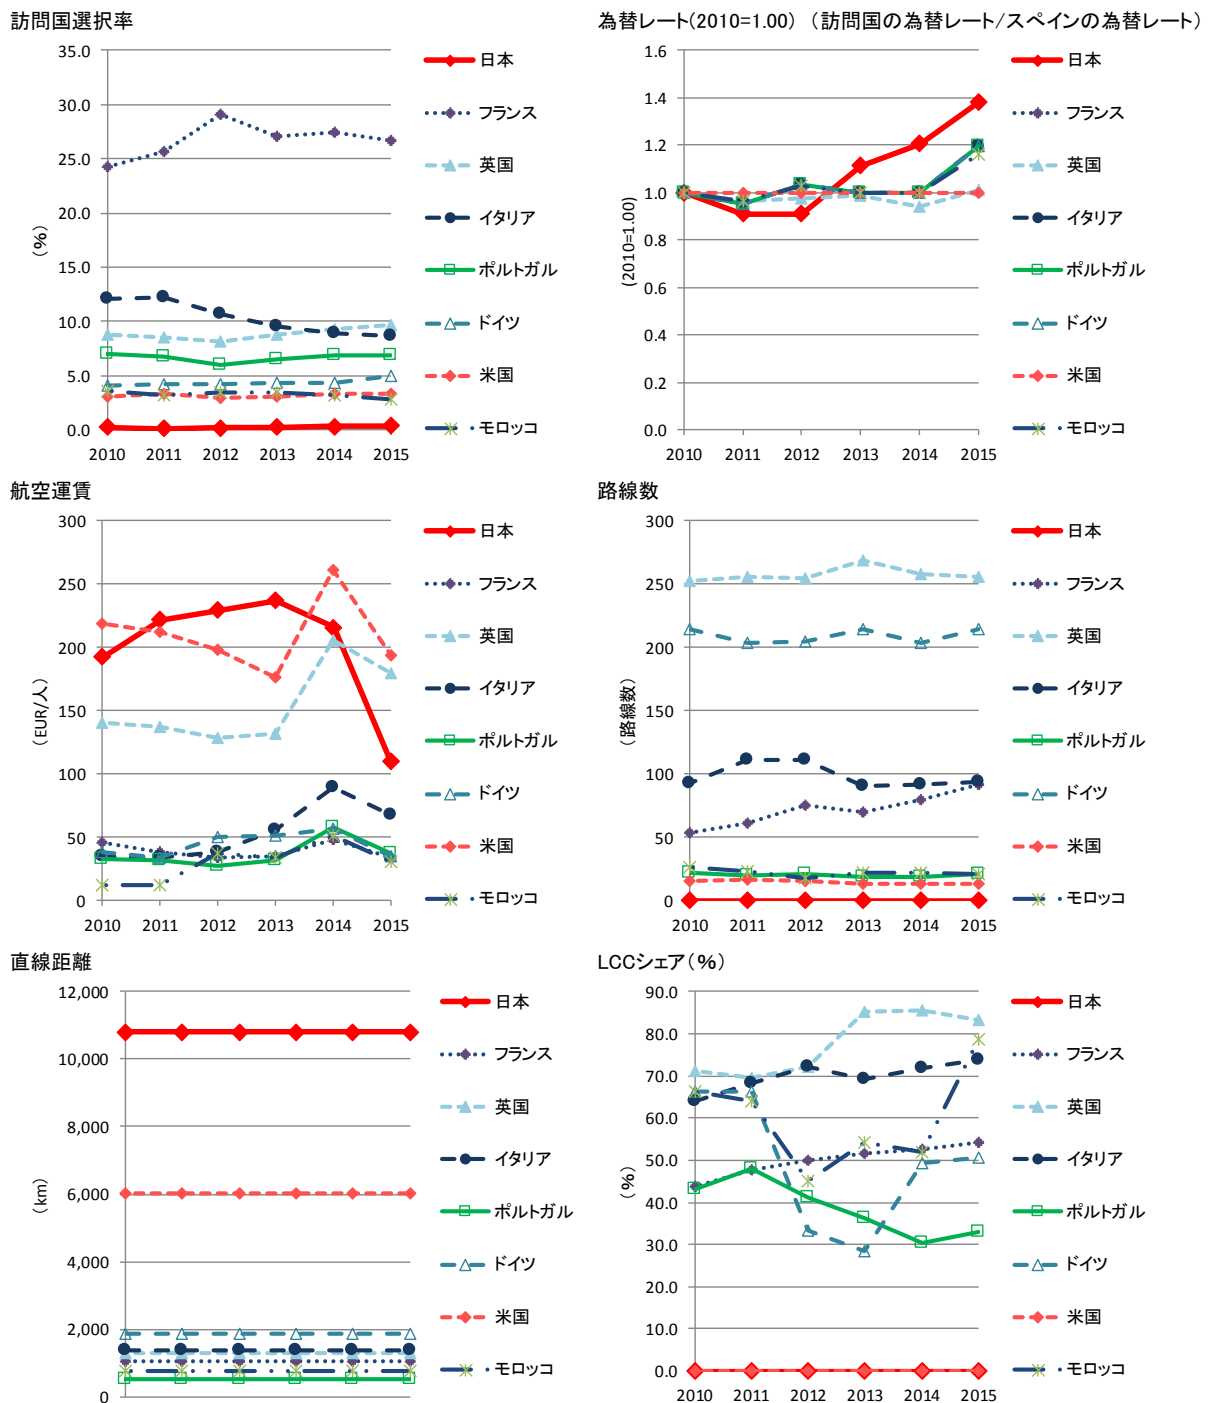 訪問国選択率
35.0
30.0
25.0
20.0
15.0
10.0
5.0
0.0
(%)
2010 2011 2012 2013 2014 2015
日本
フランス
英国
イタリア
ポルトガル
ドイツ
米国
モロッコ
為替レート(2010=1.00) (訪問国の為替レート/スペインの為替レート)
1.6
1.4
1.2
1.0
0.8
0.6
0.4
0.2
0.0
(2010=1.00)
2010 2011 2012 2013 2014 2015
日本
フランス
英国
イタリア
ポルトガル
ドイツ
米国
モロッコ
航空運賃
300
250
200
150
100
50
0
(EUR/人)
2010 2011 2012 2013 2014 2015
日本
フランス
英国
イタリア
ポルトガル
ドイツ
米国
モロッコ
路線数
300
250
200
150
100
50
0
(路線数)
2010 2011 2012 2013 2014 2015
日本
フランス
英国
イタリア
ポルトガル
ドイツ
米国
モロッコ
直線距離
12,000
10,000
8,000
6,000
4,000
2,000
0
(km)
日本
フランス
英国
イタリア
ポルトガル
ドイツ
米国
モロッコ
LCCシェア(%)
90.0
80.0
70.0
60.0
50.0
40.0
30.0
20.0
10.0
0.0
(%)
2010 2011 2012 2013 2014 2015
日本
フランス
英国
イタリア
ポルトガル
ドイツ
米国
モロッコ